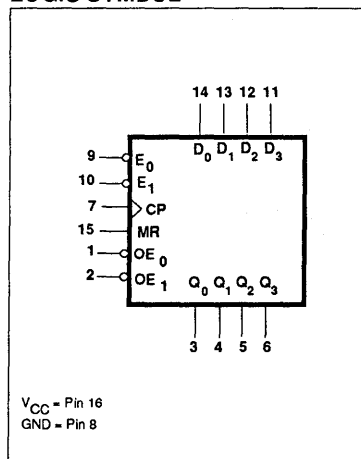 LOGIC SYMBOL
14 13 12 11
D0 D1 D2 D3
9 E0
10 E1
7 CP
15 MR
1 OE0
2 OE1
Q0 Q1 Q2 Q3
3 4 5 6
VCC = Pin 16
GND = Pin 8